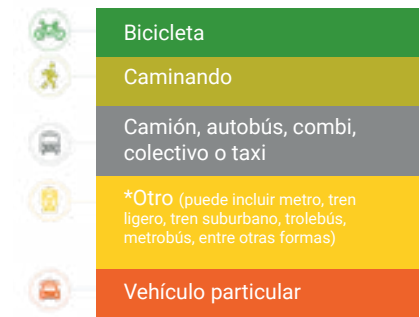 Bicicleta
Caminando
Camión, autobús, combi,
colectivo o taxi
*Otro (puede incluir metro, tren
ligero, tren suburbano, trolebús,
metrobús, entre otras formas)
Vehículo particular